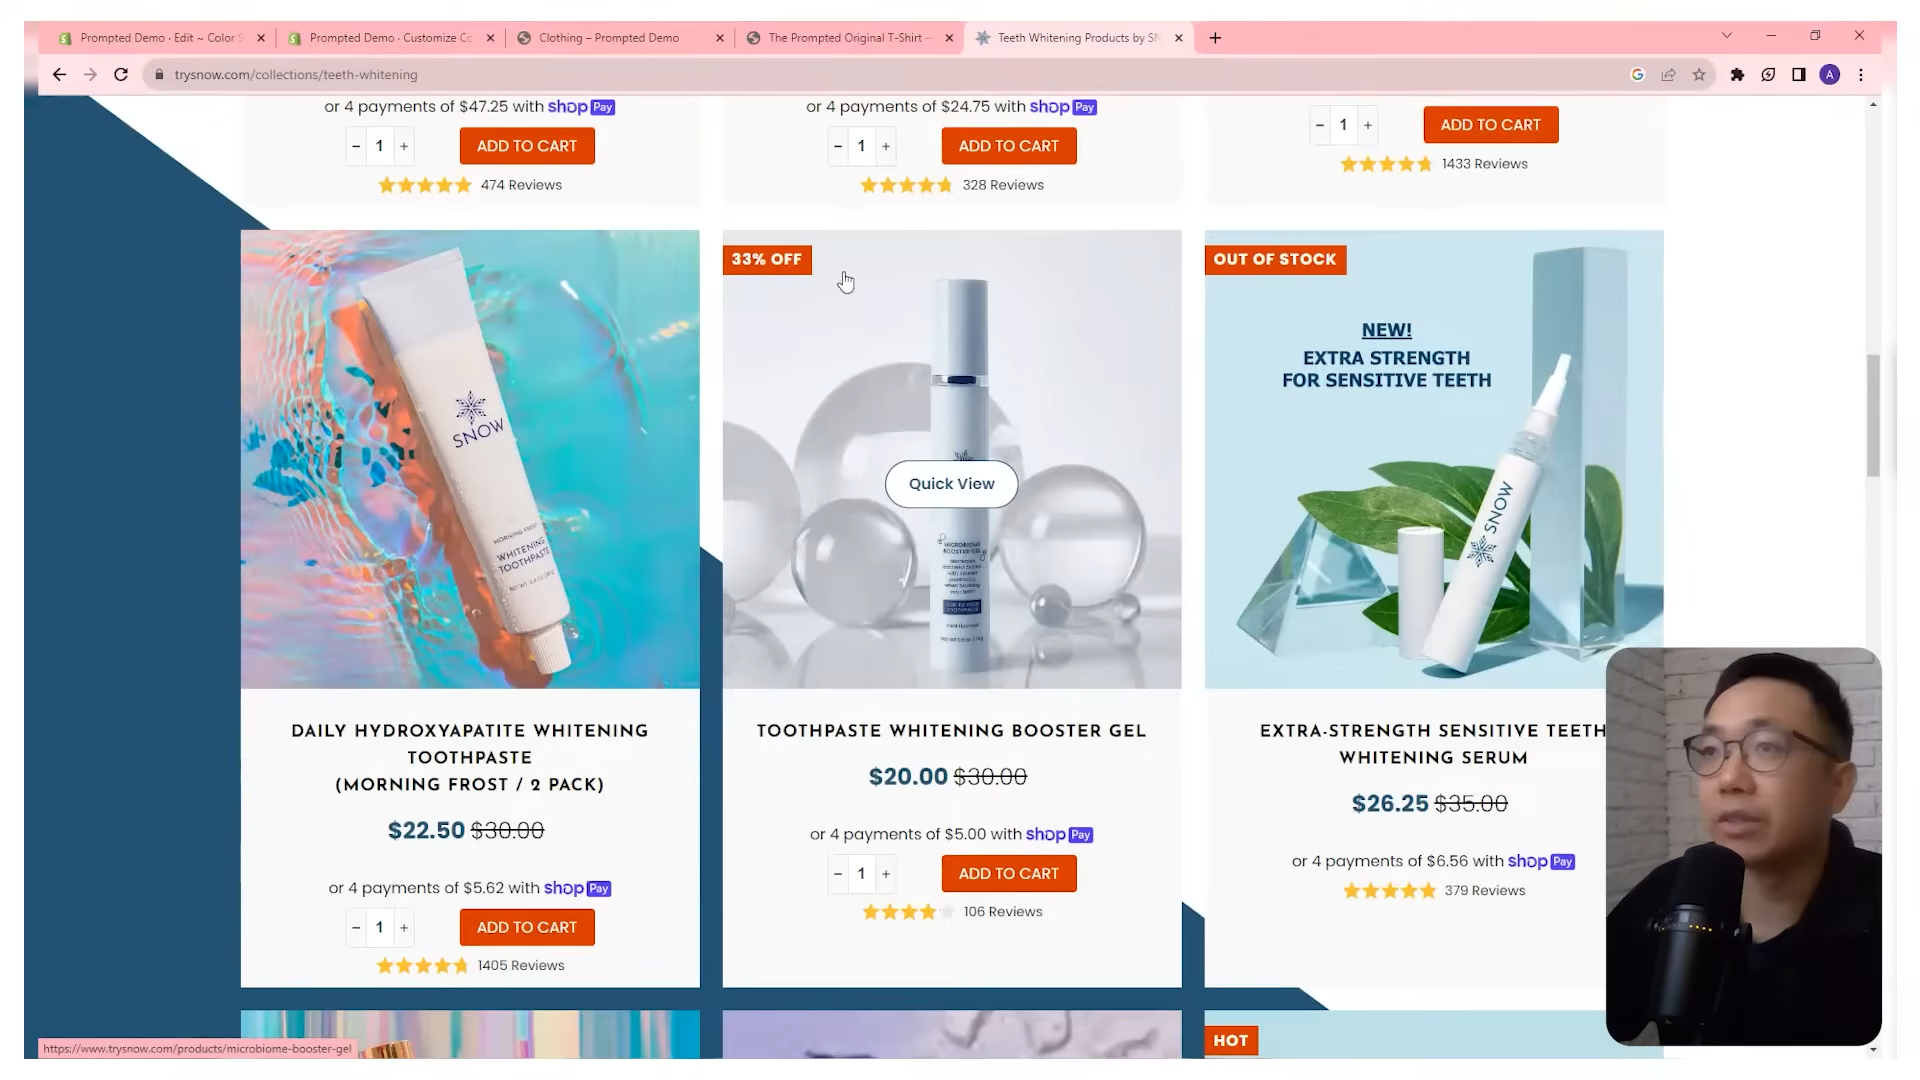 Prompted Demo · Edit ~ Color S
Prompted Demo · Customize Co
Clothing – Prompted Demo
The Prompted Original T-Shirt –
Teeth Whitening Products by SN
trysnow.com/collections/teeth-whitening
A
or 4 payments of $47.25 with shop Pay
− 1 + ADD TO CART
474 Reviews
or 4 payments of $24.75 with shop Pay
− 1 + ADD TO CART
328 Reviews
− 1 + ADD TO CART
1433 Reviews
SNOW
MORNING FROST
WHITENING
TOOTHPASTE
DAILY HYDROXYAPATITE WHITENING
TOOTHPASTE
(MORNING FROST / 2 PACK)
$22.50 $30.00
or 4 payments of $5.62 with shop Pay
− 1 + ADD TO CART
1405 Reviews
33% OFF
Quick View
MICROBIOME
BOOSTER GEL
TOOTHPASTE WHITENING BOOSTER GEL
$20.00 $30.00
or 4 payments of $5.00 with shop Pay
− 1 + ADD TO CART
106 Reviews
OUT OF STOCK
NEW!
EXTRA STRENGTH
FOR SENSITIVE TEETH
SNOW
EXTRA-STRENGTH SENSITIVE TEETH
WHITENING SERUM
$26.25 $35.00
or 4 payments of $6.56 with shop Pay
379 Reviews
HOT
https://www.trysnow.com/products/microbiome-booster-gel